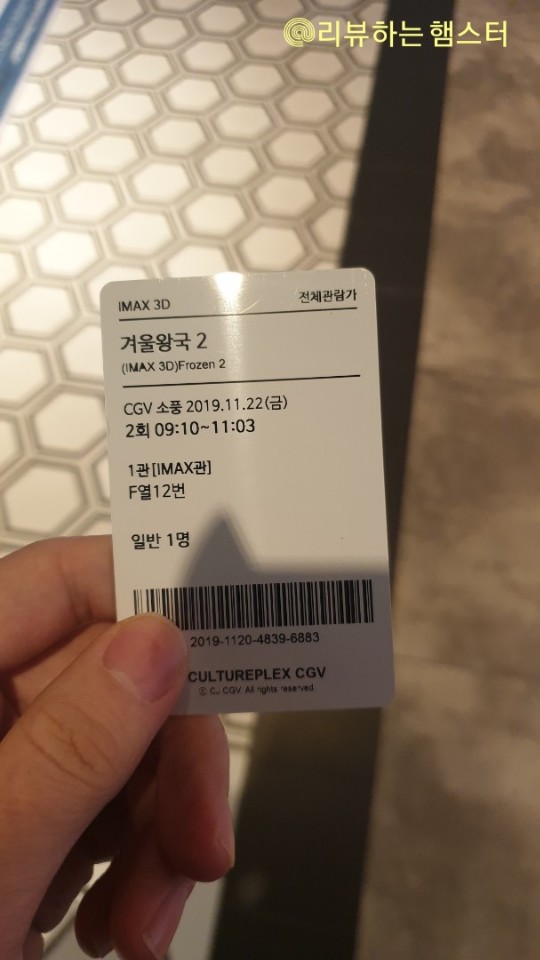 @리뷰하는 햄스터
IMAX 3D 전체관람가
겨울왕국 2
(IMAX 3D)Frozen 2
CGV 소풍 2019.11.22(금)
2회 09:10~11:03
1관[IMAX관]
F열12번
일반 1명
2019-1120-4839-6883
CULTUREPLEX CGV
ⓒ CJ CGV. All rights reserved.